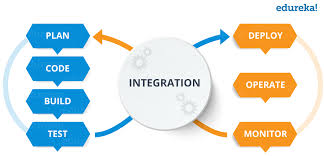 edureka!
PLAN
CODE
BUILD
TEST
INTEGRATION
DEPLOY
OPERATE
MONITOR